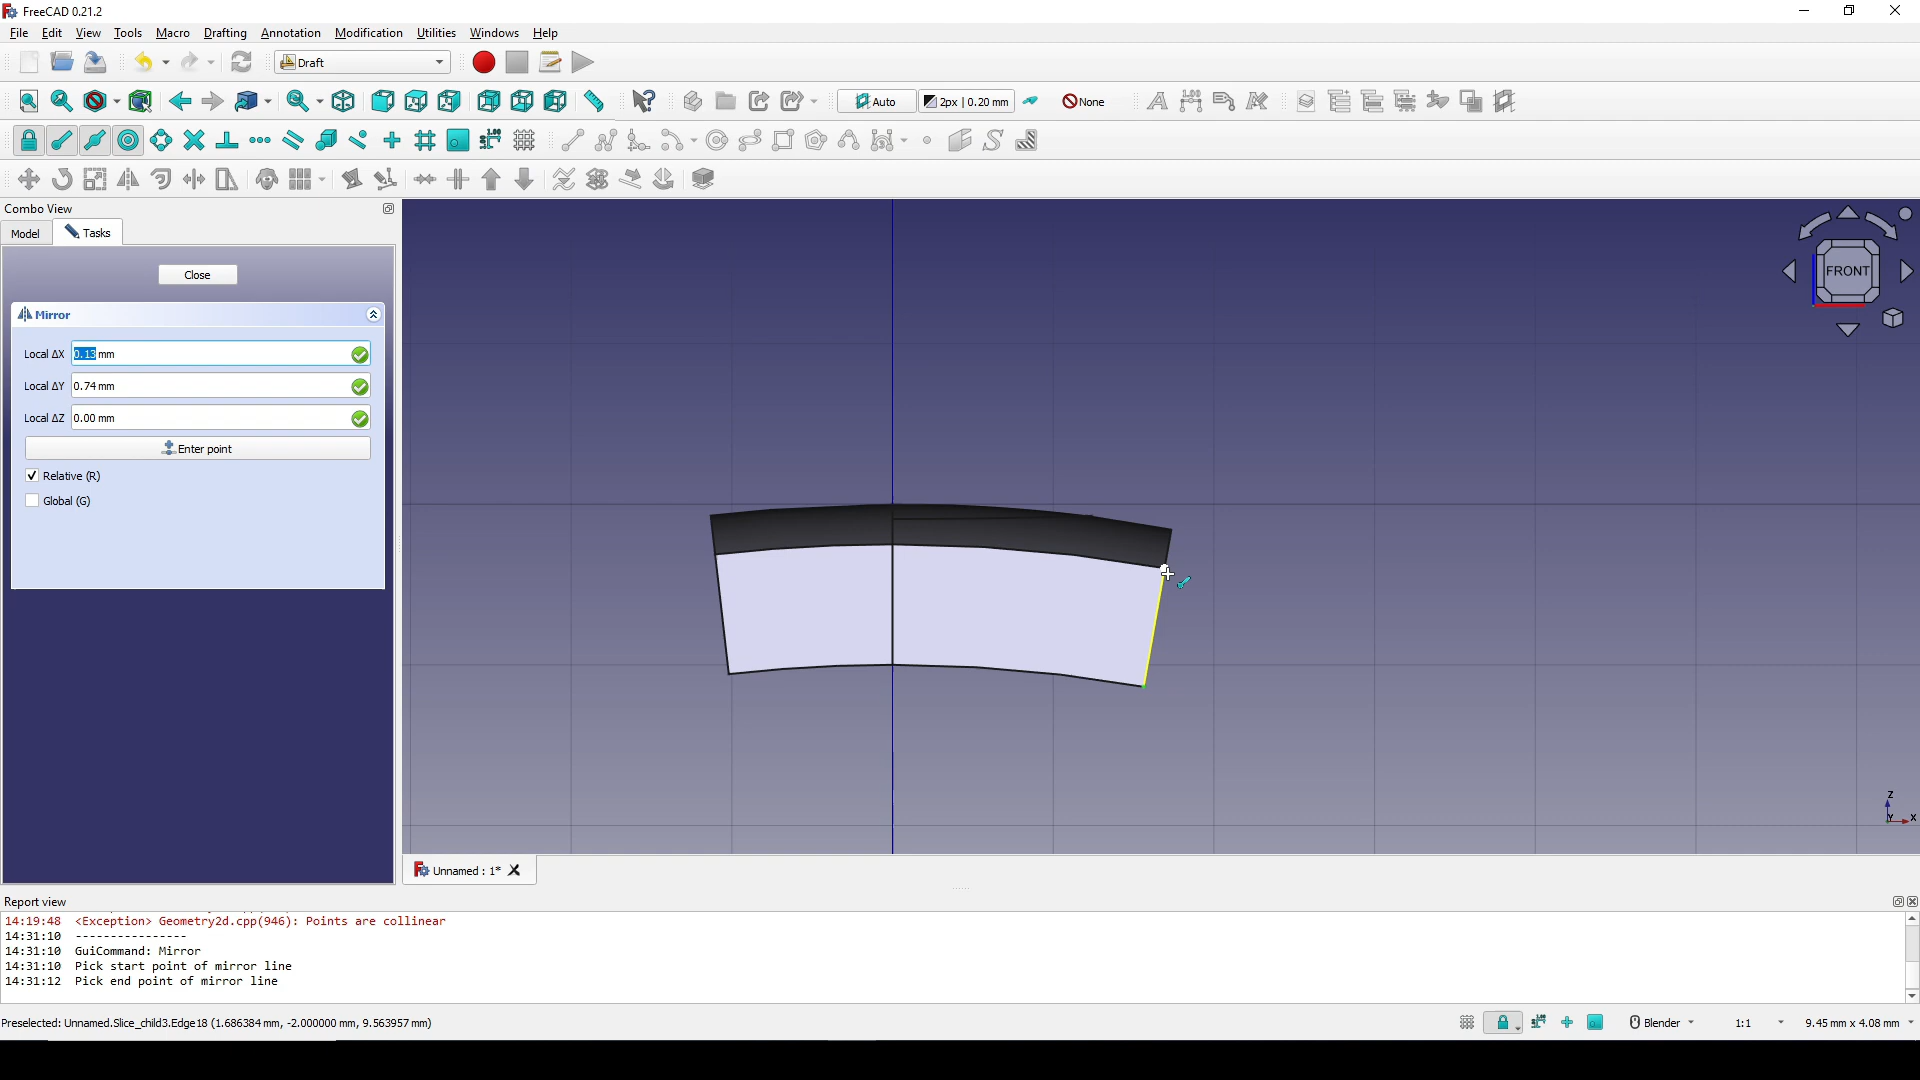 FreeCAD 0.21.2
File Edit View Tools Macro Drafting Annotation Modification Utilities Windows Help
Draft
Auto 2px | 0.20 mm None
Combo View
Model Tasks
Close
Mirror
Local ΔX 0.13 mm
Local ΔY 0.74 mm
Local ΔZ 0.00 mm
Enter point
Relative (R)
Global (G)
FRONT
Z
Y X
Unnamed : 1*
Report view
14:19:48 <Exception> Geometry2d.cpp(946): Points are collinear
14:31:10 ----------------
14:31:10 GuiCommand: Mirror
14:31:10 Pick start point of mirror line
14:31:12 Pick end point of mirror line
Preselected: Unnamed.Slice_child3.Edge18 (1.686384 mm, -2.000000 mm, 9.563957 mm)
Blender 1:1 9.45 mm x 4.08 mm